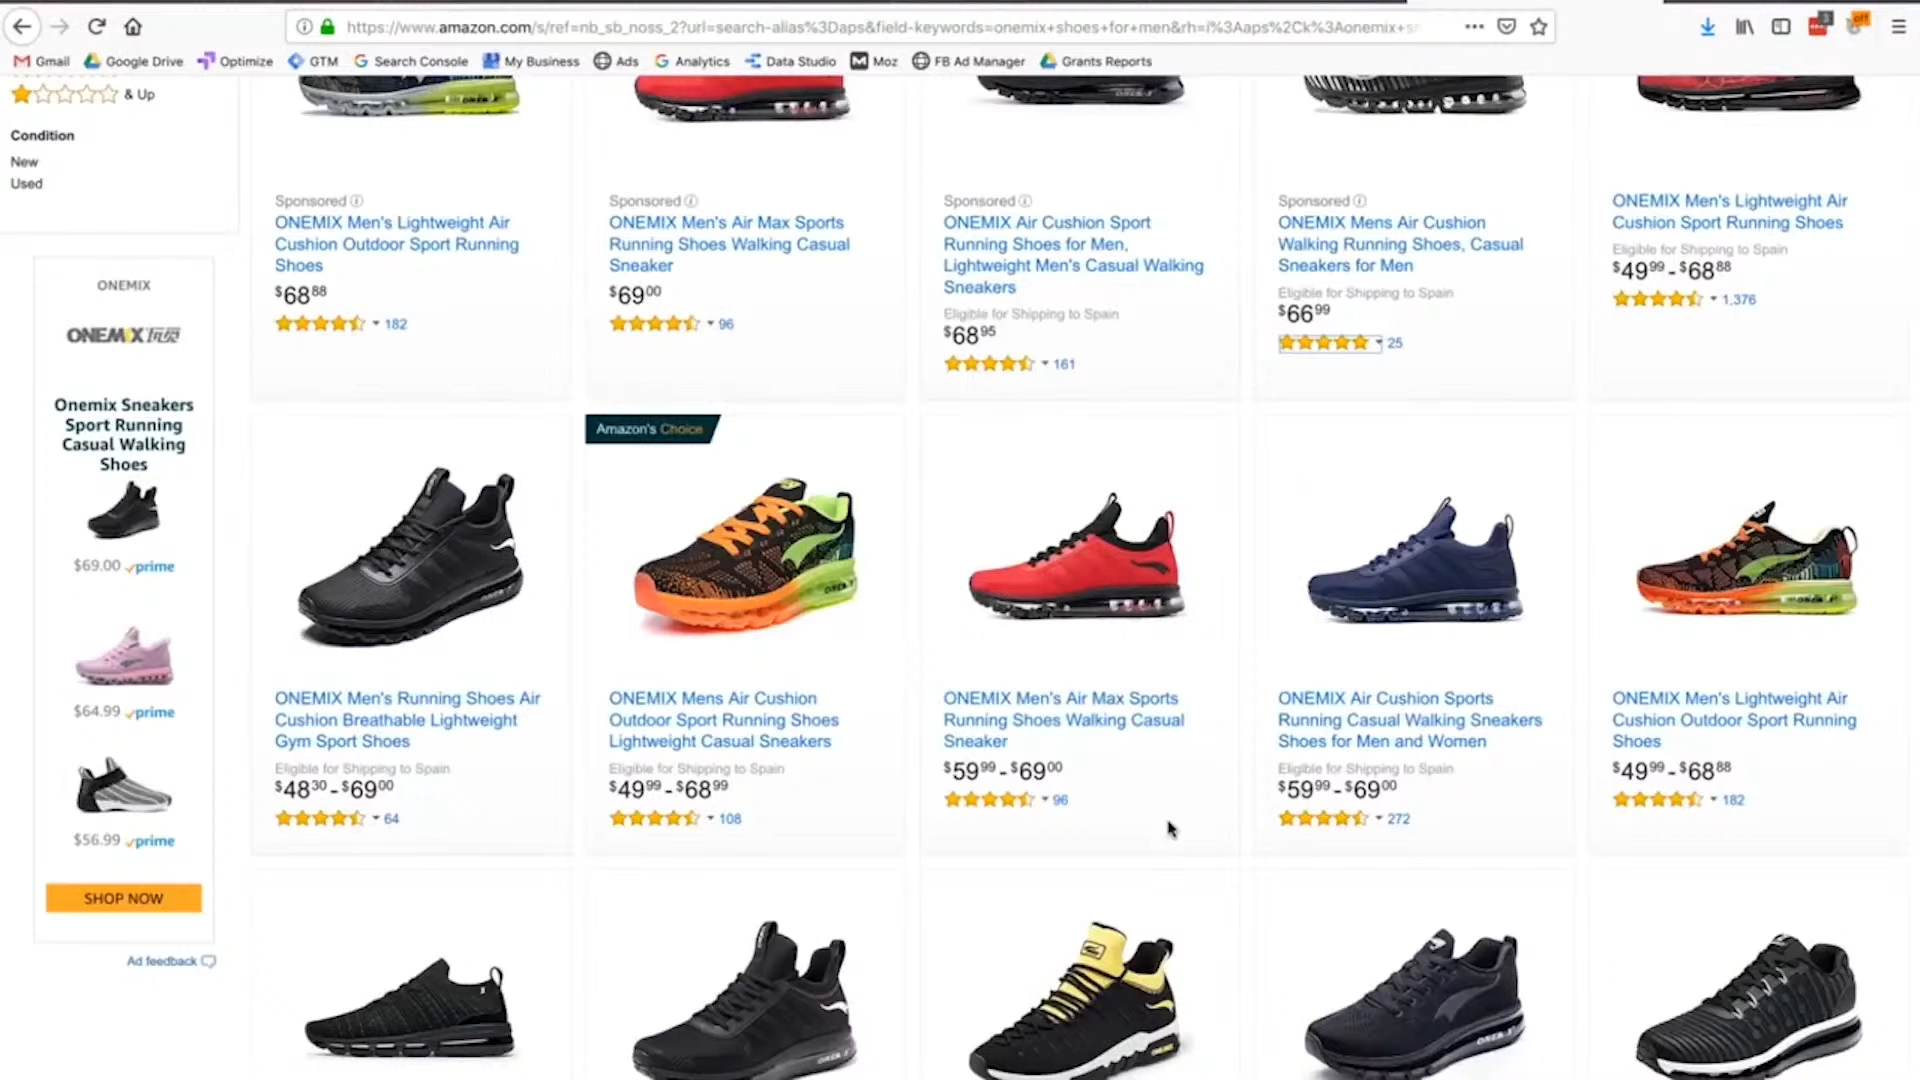 https://www.amazon.com/s/ref=nb_sb_noss_2?url=search-alias%3Daps&field-keywords=onemix+shoes+for+men&rh=i%3Aaps%2Ck%3Aonemix+s
3
off
Gmail Google Drive Optimize GTM Search Console My Business Ads Analytics Data Studio Moz FB Ad Manager Grants Reports
& Up
Condition
New
Used
ONEMIX
ONEMIX
Onemix Sneakers
Sport Running
Casual Walking
Shoes
$69.00 prime
$64.99 prime
$56.99 prime
SHOP NOW
Ad feedback
Sponsored
ONEMIX Men's Lightweight Air
Cushion Outdoor Sport Running
Shoes
$68 88
182
Sponsored
ONEMIX Men's Air Max Sports
Running Shoes Walking Casual
Sneaker
$69 00
96
Sponsored
ONEMIX Air Cushion Sport
Running Shoes for Men,
Lightweight Men's Casual Walking
Sneakers
Eligible for Shipping to Spain
$68 95
161
Sponsored
ONEMIX Mens Air Cushion
Walking Running Shoes, Casual
Sneakers for Men
Eligible for Shipping to Spain
$66 99
25
ONEMIX Men's Lightweight Air
Cushion Sport Running Shoes
Eligible for Shipping to Spain
$49 99 - $68 88
1,376
ONEMIX Men's Running Shoes Air
Cushion Breathable Lightweight
Gym Sport Shoes
Eligible for Shipping to Spain
$48 30 - $69 00
64
Amazon's Choice
ONEMIX Mens Air Cushion
Outdoor Sport Running Shoes
Lightweight Casual Sneakers
Eligible for Shipping to Spain
$49 99 - $68 99
108
ONEMIX Men's Air Max Sports
Running Shoes Walking Casual
Sneaker
$59 99 - $69 00
96
ONEMIX Air Cushion Sports
Running Casual Walking Sneakers
Shoes for Men and Women
Eligible for Shipping to Spain
$59 99 - $69 00
272
ONEMIX Men's Lightweight Air
Cushion Outdoor Sport Running
Shoes
$49 99 - $68 88
182